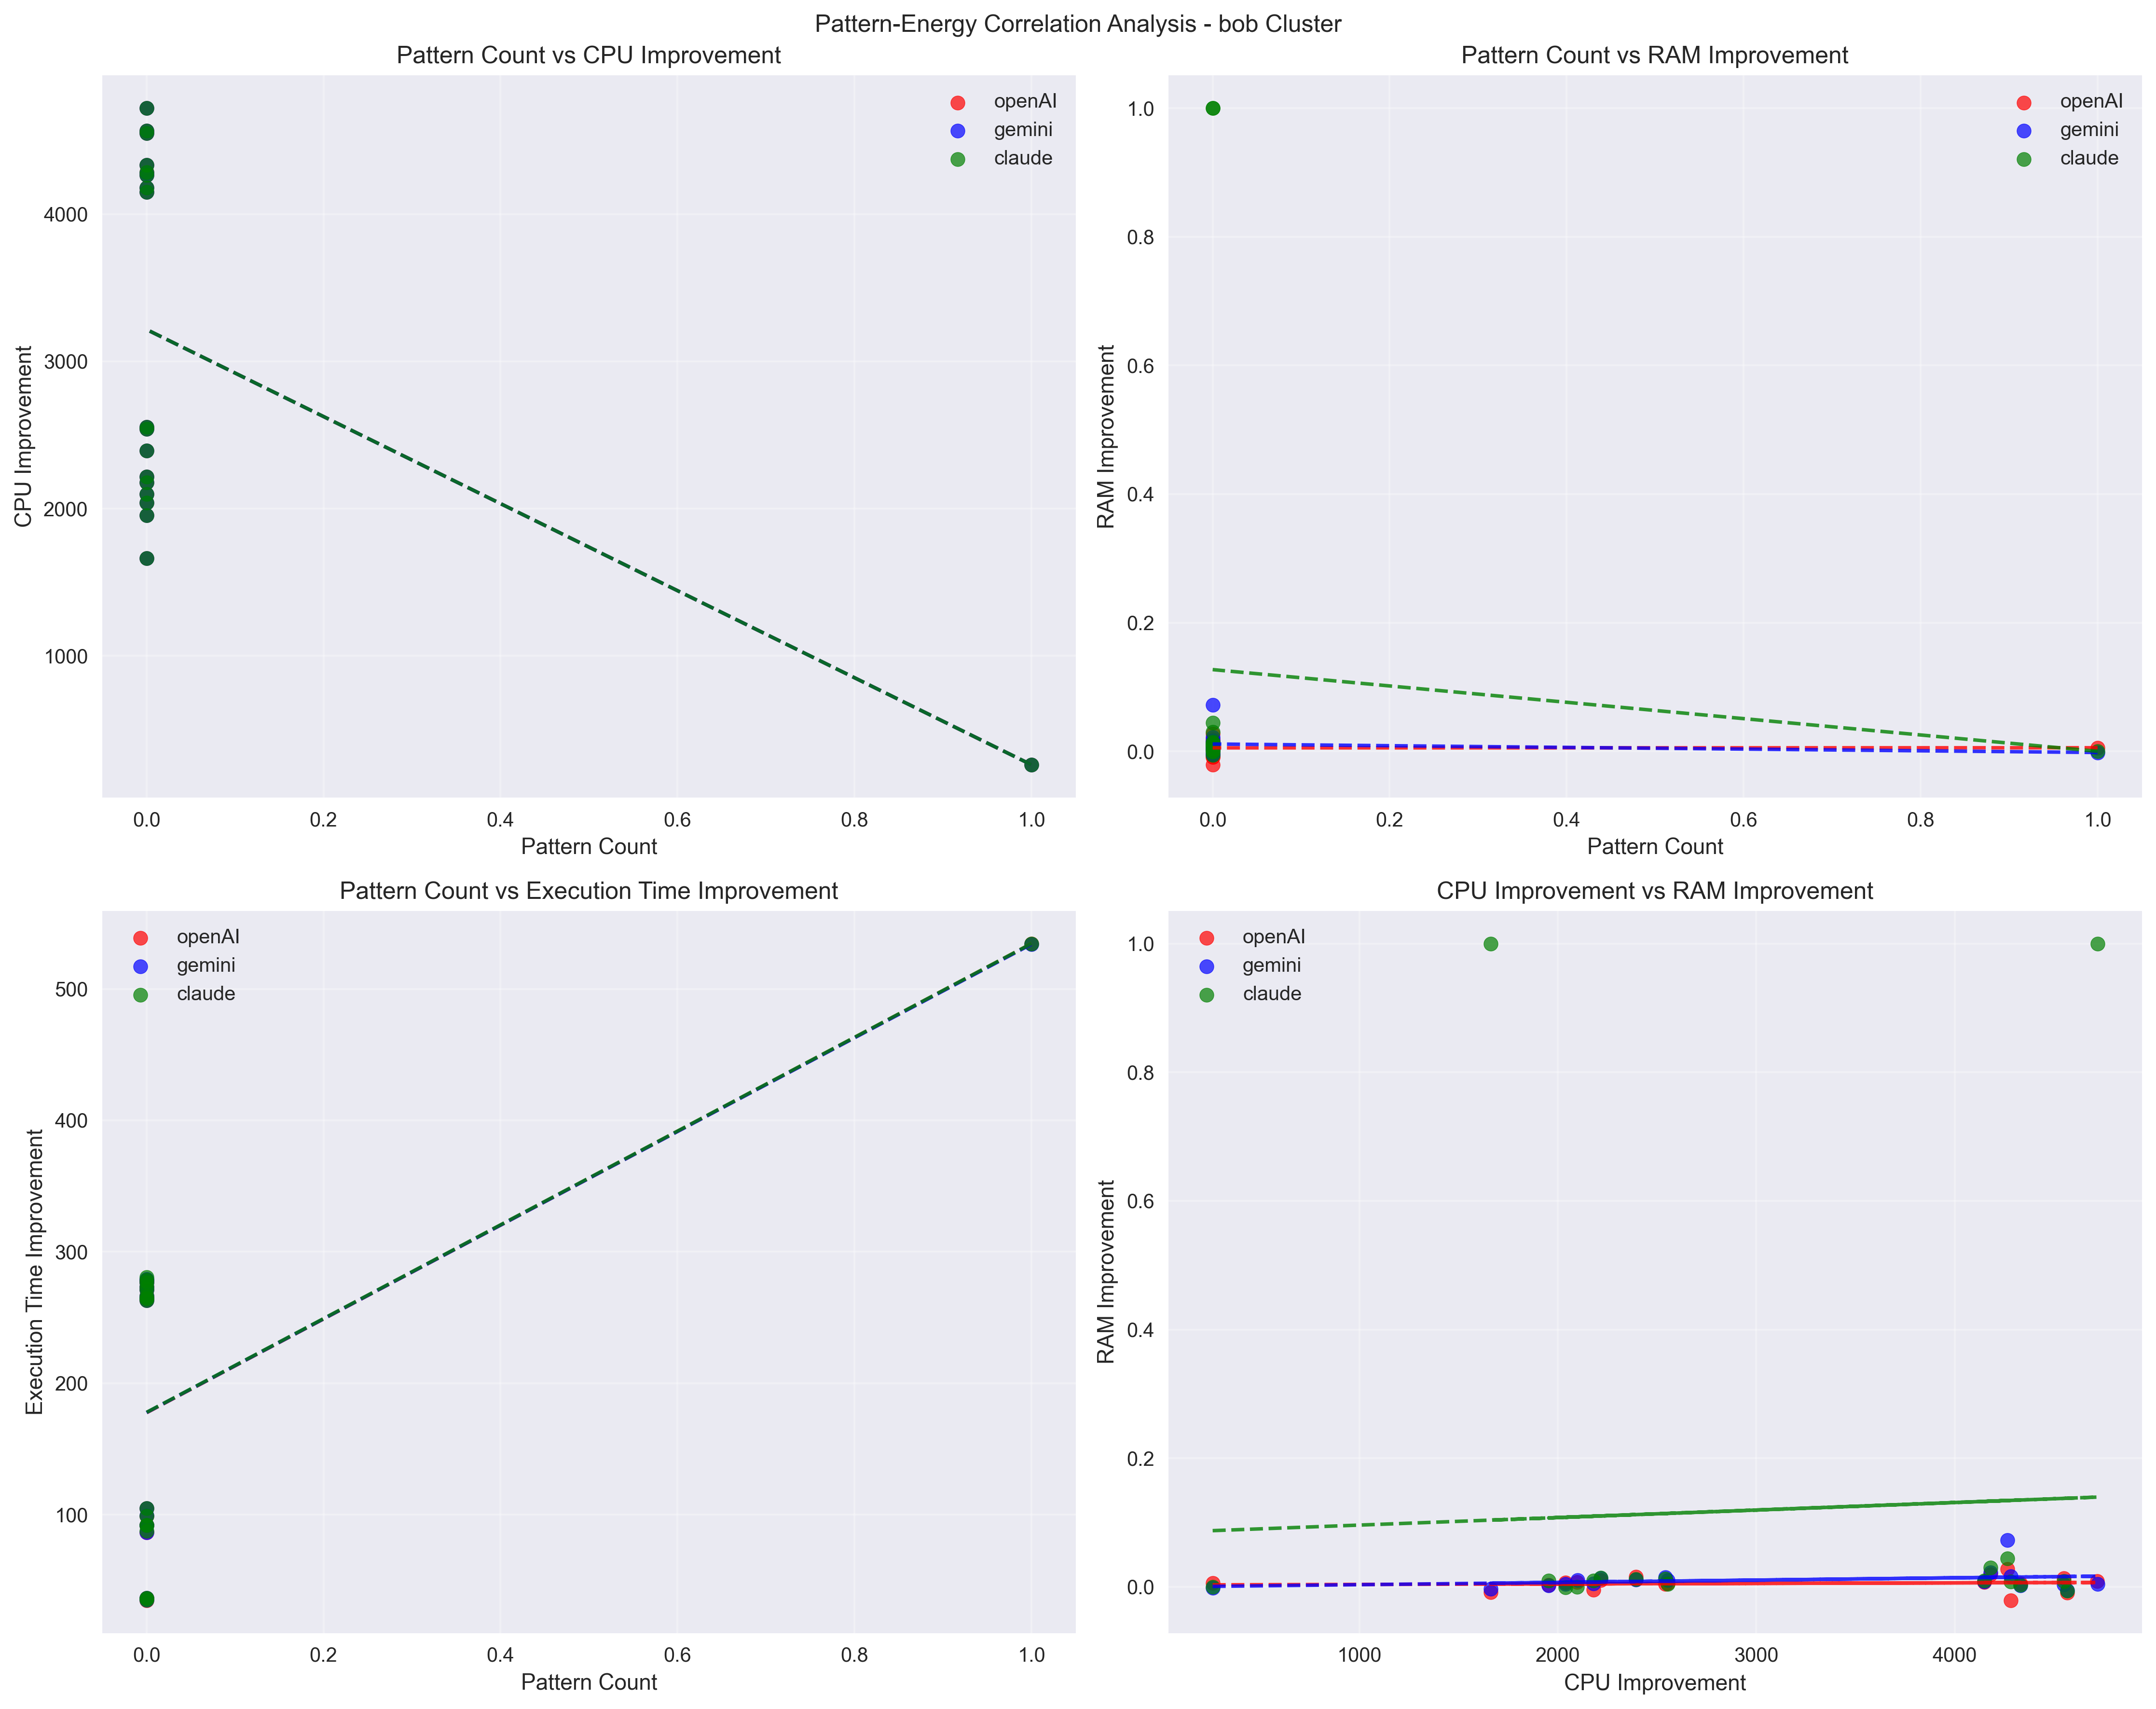 Pattern-Energy Correlation Analysis - bob Cluster
Pattern Count vs CPU Improvement
openAI
gemini
claude
4000
3000
2000
1000
CPU Improvement
0.0 0.2 0.4 0.6 0.8 1.0
Pattern Count
Pattern Count vs RAM Improvement
openAI
gemini
claude
1.0
0.8
0.6
0.4
0.2
0.0
RAM Improvement
0.0 0.2 0.4 0.6 0.8 1.0
Pattern Count
Pattern Count vs Execution Time Improvement
openAI
gemini
claude
500
400
300
200
100
Execution Time Improvement
0.0 0.2 0.4 0.6 0.8 1.0
Pattern Count
CPU Improvement vs RAM Improvement
openAI
gemini
claude
1.0
0.8
0.6
0.4
0.2
0.0
RAM Improvement
1000 2000 3000 4000
CPU Improvement